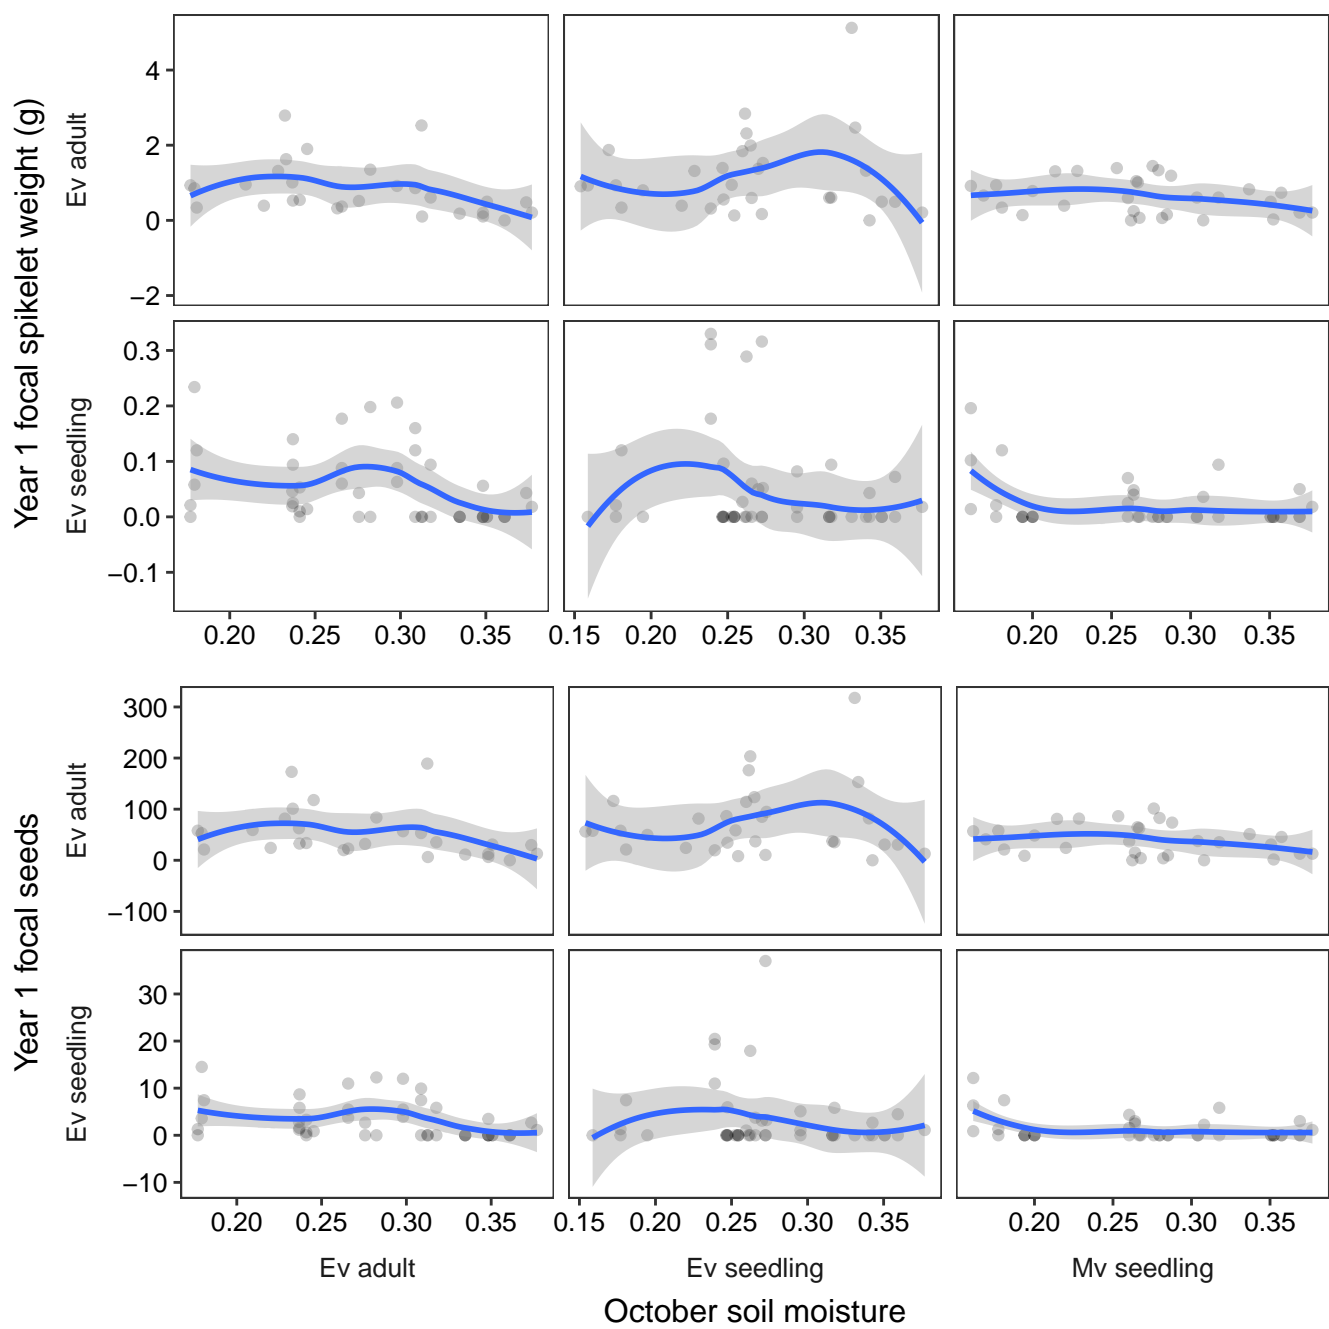 Year 1 focal spikelet weight (g)
Ev adult
4
2
0
−2
Ev seedling
0.3
0.2
0.1
0.0
−0.1
0.20 0.25 0.30 0.35
0.15 0.20 0.25 0.30 0.35
0.20 0.25 0.30 0.35
Year 1 focal seeds
Ev adult
300
200
100
0
−100
Ev seedling
30
20
10
0
−10
0.20 0.25 0.30 0.35
0.15 0.20 0.25 0.30 0.35
0.20 0.25 0.30 0.35
Ev adult
Ev seedling
Mv seedling
October soil moisture